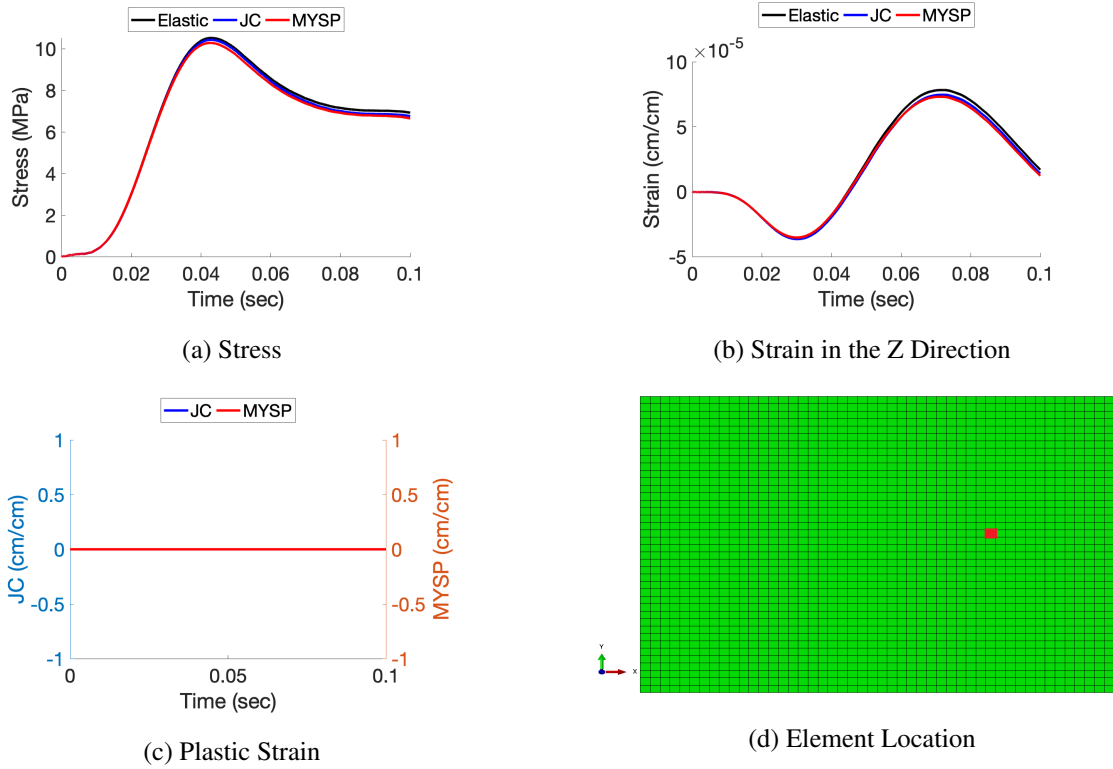 Elastic JC MYSP
10
8
6
4
2
0
Stress (MPa)
0 0.02 0.04 0.06 0.08 0.1
Time (sec)
(a) Stress
Elastic JC MYSP
×10-5
10
5
0
-5
Strain (cm/cm)
0 0.02 0.04 0.06 0.08 0.1
Time (sec)
(b) Strain in the Z Direction
JC MYSP
1
0.5
0
-0.5
-1
JC (cm/cm)
1
0.5
0
-0.5
-1
MYSP (cm/cm)
0 0.05 0.1
Time (sec)
(c) Plastic Strain
Y
X
(d) Element Location